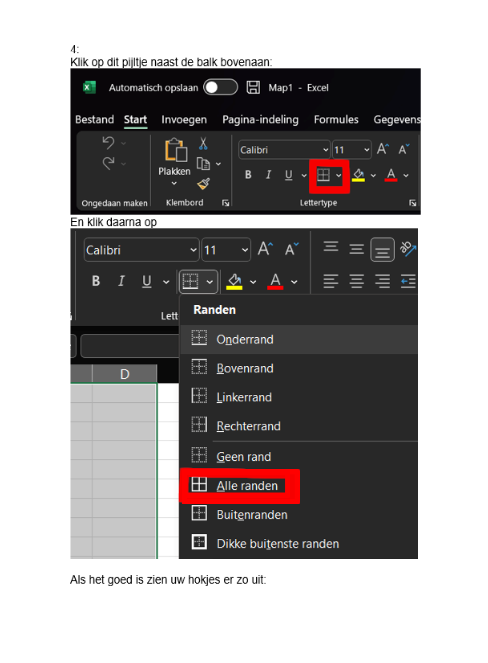 4:
Klik op dit pijltje naast de balk bovenaan:
Automatisch opslaan Map1 - Excel
Bestand Start Invoegen Pagina-indeling Formules Gegevens
Plakken
Calibri 11 A A
B I U A
Ongedaan maken Klembord Lettertype
En klik daarna op
Calibri 11 A A
B I U A
Lett
Randen
Onderrand
D
Bovenrand
Linkerrand
Rechterrand
Geen rand
Alle randen
Buitenranden
Dikke buitenste randen
Als het goed is zien uw hokjes er zo uit: